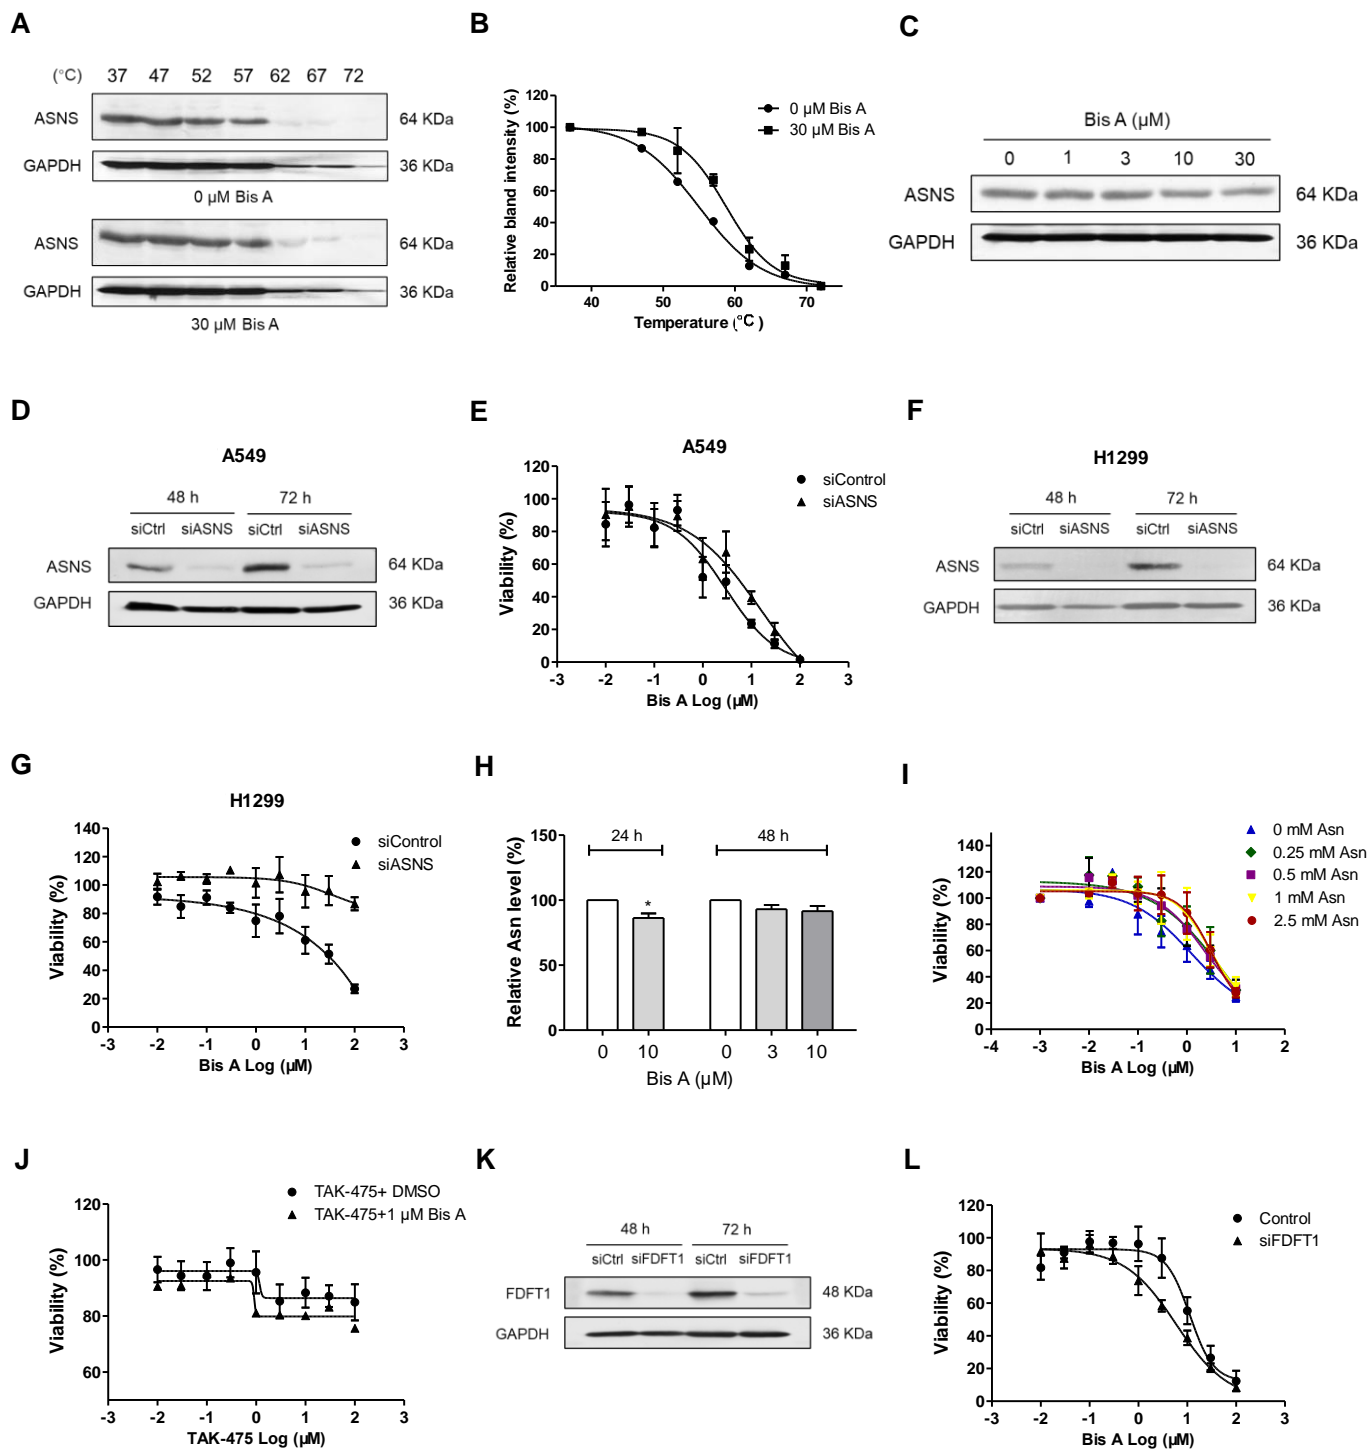 A
(°C) 37 47 52 57 62 67 72
ASNS 64 KDa
GAPDH 36 KDa
0 µM Bis A
ASNS 64 KDa
GAPDH 36 KDa
30 µM Bis A
B
Relative bland intensity (%)
120
100
80
60
40
20
0
40 50 60 70
Temperature (°C )
0 µM Bis A
30 µM Bis A
C
Bis A (µM)
0 1 3 10 30
ASNS 64 KDa
GAPDH 36 KDa
D
A549
48 h 72 h
siCtrl siASNS siCtrl siASNS
ASNS 64 KDa
GAPDH 36 KDa
E
A549
Viability (%)
120
100
80
60
40
20
0
-3 -2 -1 0 1 2 3
Bis A Log (µM)
siControl
siASNS
F
H1299
48 h 72 h
siCtrl siASNS siCtrl siASNS
ASNS 64 KDa
GAPDH 36 KDa
G
H1299
Viability (%)
140
120
100
80
60
40
20
0
-3 -2 -1 0 1 2 3
Bis A Log (µM)
siControl
siASNS
H
Relative Asn level (%)
150
100
50
0
24 h 48 h
*
0 10 0 3 10
Bis A (µM)
I
Viability (%)
140
120
100
80
60
40
20
0
-4 -3 -2 -1 0 1 2
Bis A Log (µM)
0 mM Asn
0.25 mM Asn
0.5 mM Asn
1 mM Asn
2.5 mM Asn
J
Viability (%)
120
100
80
60
-3 -2 -1 0 1 2 3
TAK-475 Log (µM)
TAK-475+ DMSO
TAK-475+1 µM Bis A
K
48 h 72 h
siCtrl siFDFT1 siCtrl siFDFT1
FDFT1 48 KDa
GAPDH 36 KDa
L
Viability (%)
120
100
80
60
40
20
0
-3 -2 -1 0 1 2 3
Bis A Log (µM)
Control
siFDFT1